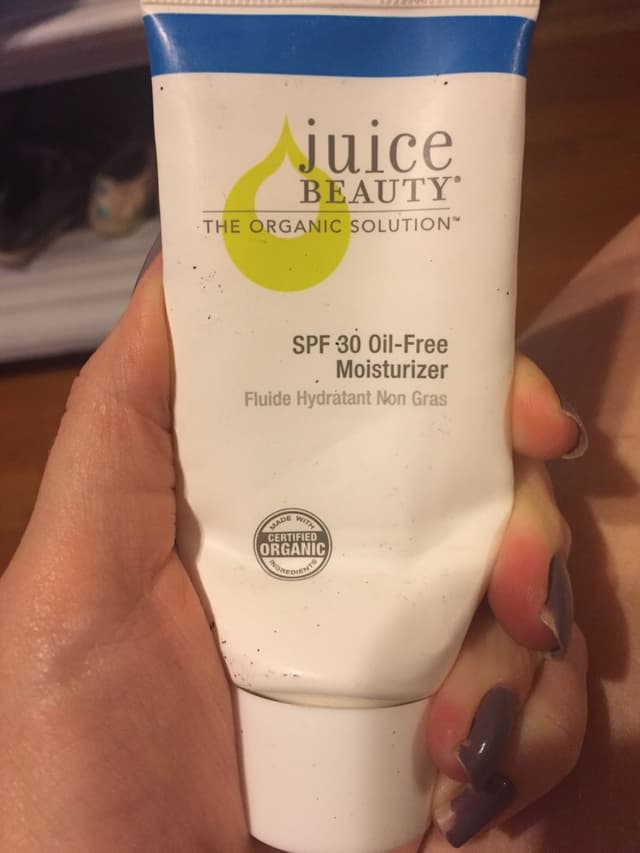 juice
BEAUTY®
THE ORGANIC SOLUTION™
SPF 30 Oil-Free
Moisturizer
Fluide Hydratant Non Gras
MADE WITH
CERTIFIED
ORGANIC
INGREDIENTS